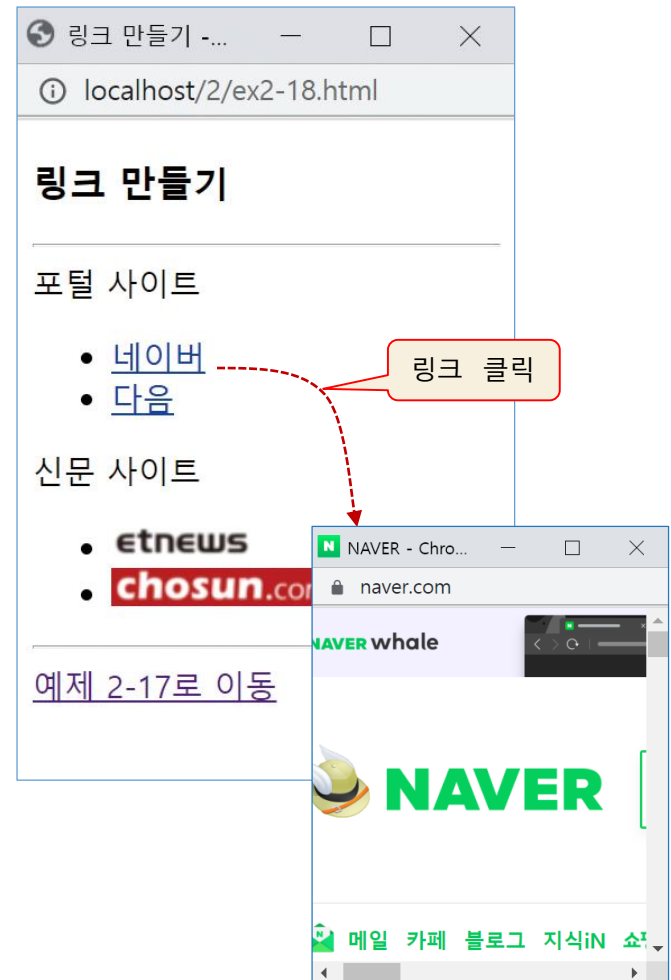 링크 만들기 -...
localhost/2/ex2-18.html
링크 만들기
포털 사이트
네이버
다음
링크 클릭
신문 사이트
etnews
chosun.com
예제 2-17로 이동
NAVER - Chro...
naver.com
NAVER whale
NAVER
메일 카페 블로그 지식iN 쇼